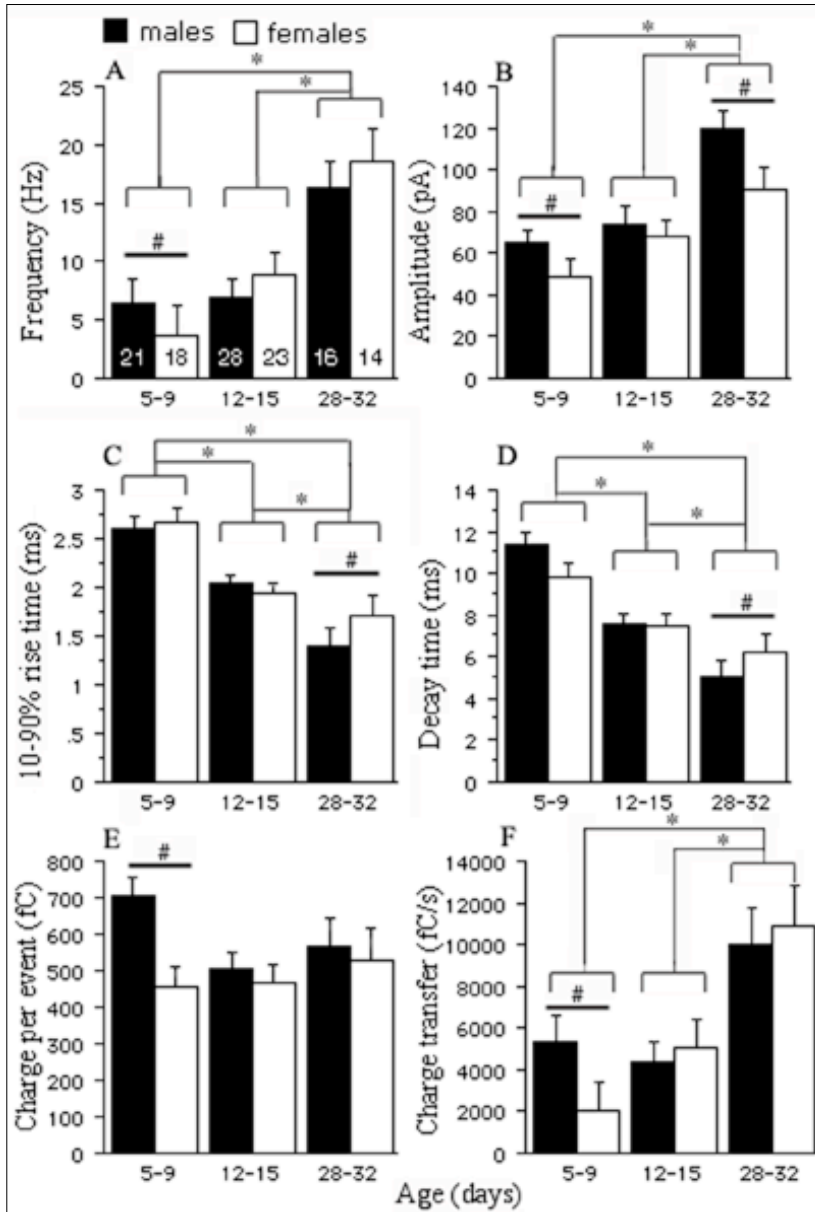 males females
A
* *
Frequency (Hz)
25
20
15
10
5
0
#
21 18 28 23 16 14
5-9 12-15 28-32
B
* *
Amplitude (pA)
140
120
100
80
60
40
20
0
# #
5-9 12-15 28-32
C
* * *
10-90% rise time (ms)
3
2.5
2
1.5
1
.5
0
#
5-9 12-15 28-32
D
* * *
Decay time (ms)
14
12
10
8
6
4
2
0
#
5-9 12-15 28-32
E
Charge per event (fC)
800
700
600
500
400
300
200
100
0
#
5-9 12-15 28-32
F
* *
Charge transfer (fC/s)
14000
12000
10000
8000
6000
4000
2000
0
#
5-9 12-15 28-32
Age (days)